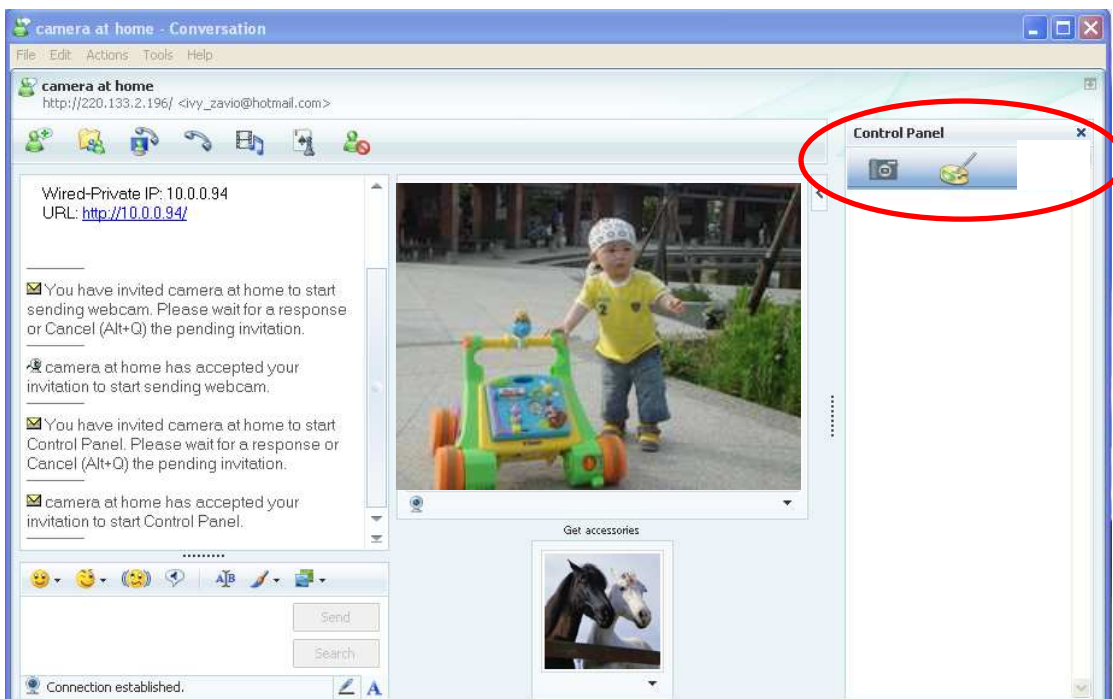 camera at home - Conversation
File Edit Actions Tools Help
camera at home
http://220.133.2.196/ <ivy_zavio@hotmail.com>
Control Panel
Wired-Private IP: 10.0.0.94
URL: http://10.0.0.94/
You have invited camera at home to start
sending webcam. Please wait for a response
or Cancel (Alt+Q) the pending invitation.
camera at home has accepted your
invitation to start sending webcam.
You have invited camera at home to start
Control Panel. Please wait for a response or
Cancel (Alt+Q) the pending invitation.
camera at home has accepted your
invitation to start Control Panel.
Get accessories
Send
Search
Connection established.